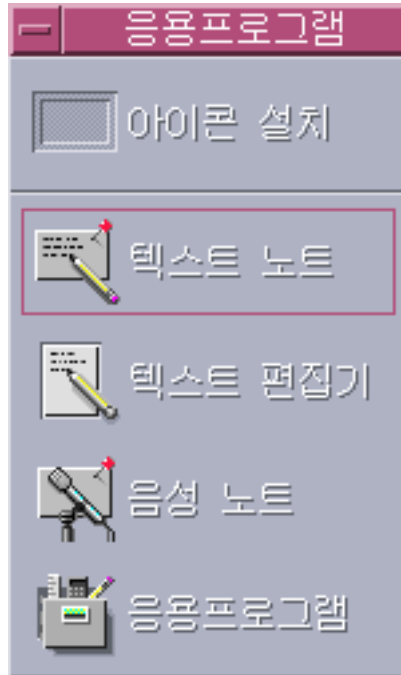 응용프로그램
아이콘 설치
텍스트 노트
텍스트 편집기
음성 노트
응용프로그램